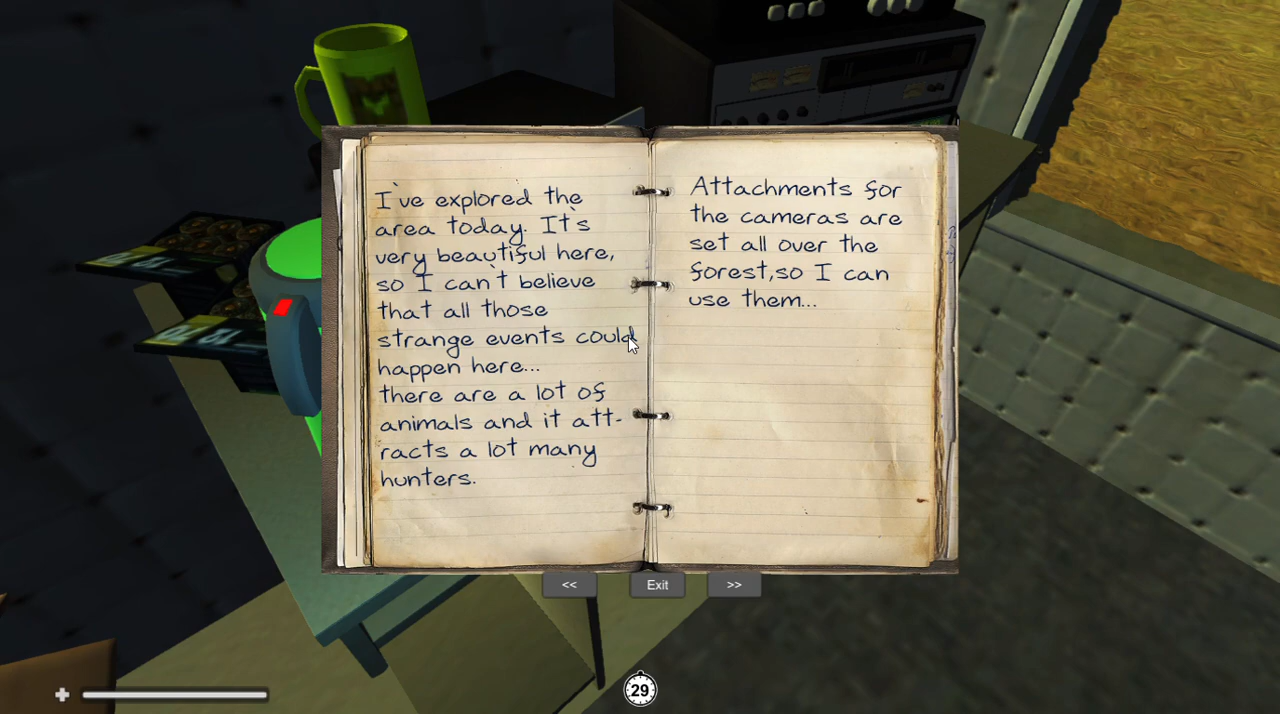 I've explored the
area today. It's
very beautiful here,
so I can't believe
that all those
strange events could
happen here...
there are a lot of
animals and it att-
racts a lot many
hunters.
Attachments for
the cameras are
set all over the
forest,so I can
use them...
<<
Exit
>>
29